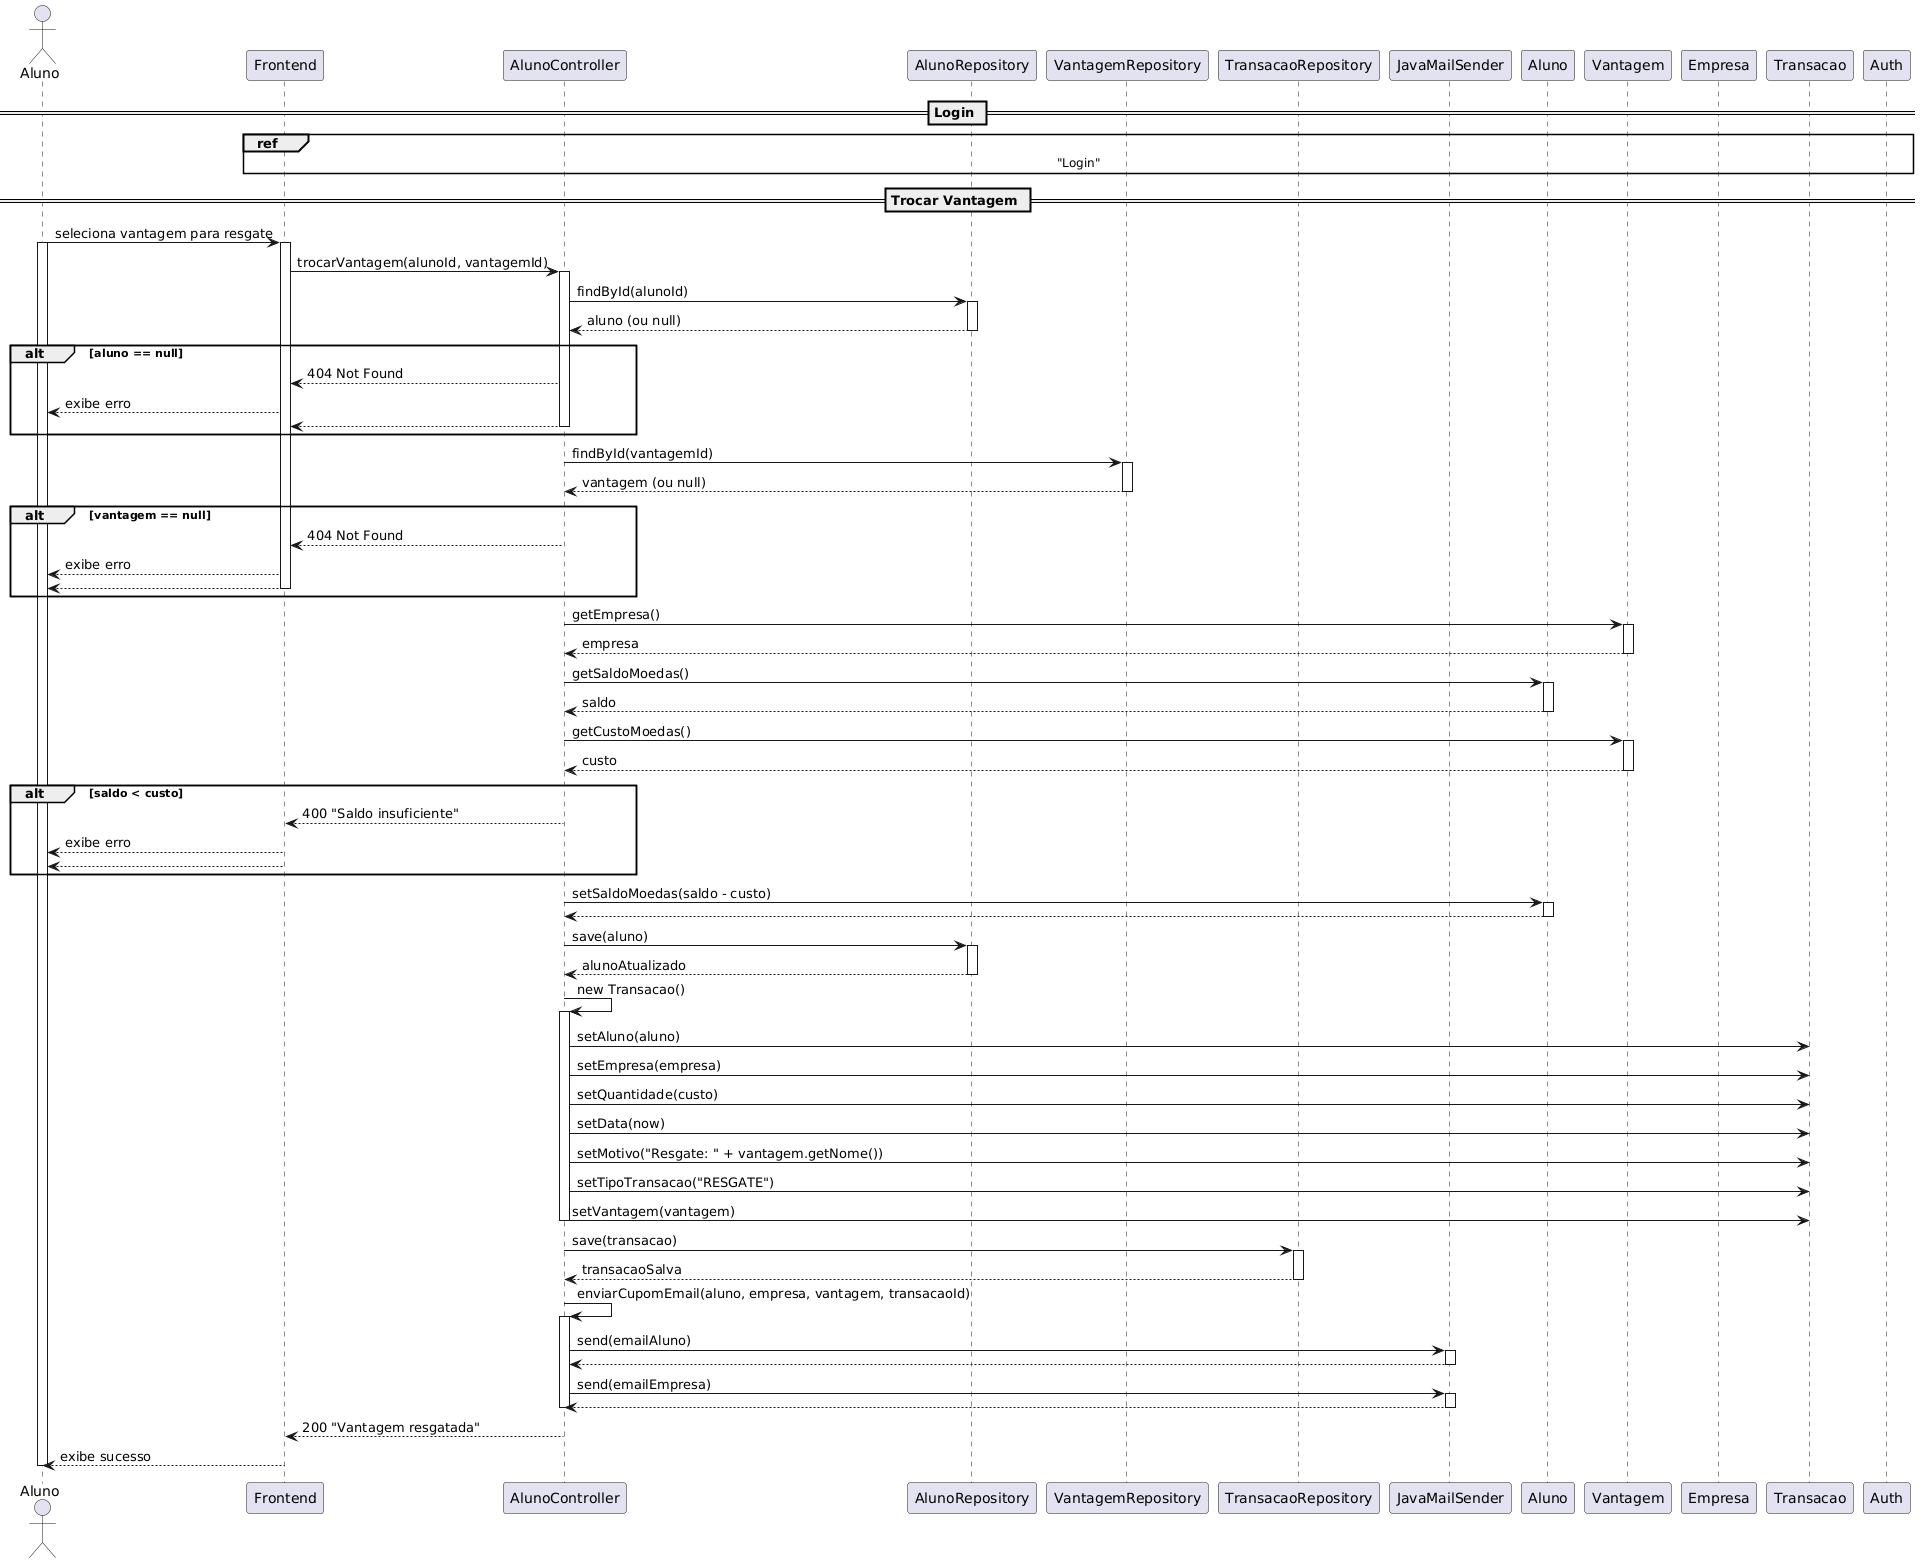 Aluno
Frontend
AlunoController
AlunoRepository
VantagemRepository
TransacaoRepository
JavaMailSender
Aluno
Vantagem
Empresa
Transacao
Auth
Login
ref
"Login"
Trocar Vantagem
seleciona vantagem para resgate
trocarVantagem(alunoId, vantagemId)
findById(alunoId)
aluno (ou null)
alt [aluno == null]
404 Not Found
exibe erro
findById(vantagemId)
vantagem (ou null)
alt [vantagem == null]
404 Not Found
exibe erro
getEmpresa()
empresa
getSaldoMoedas()
saldo
getCustoMoedas()
custo
alt [saldo < custo]
400 "Saldo insuficiente"
exibe erro
setSaldoMoedas(saldo - custo)
save(aluno)
alunoAtualizado
new Transacao()
setAluno(aluno)
setEmpresa(empresa)
setQuantidade(custo)
setData(now)
setMotivo("Resgate: " + vantagem.getNome())
setTipoTransacao("RESGATE")
setVantagem(vantagem)
save(transacao)
transacaoSalva
enviarCupomEmail(aluno, empresa, vantagem, transacaoId)
send(emailAluno)
send(emailEmpresa)
200 "Vantagem resgatada"
exibe sucesso
Aluno
Frontend
AlunoController
AlunoRepository
VantagemRepository
TransacaoRepository
JavaMailSender
Aluno
Vantagem
Empresa
Transacao
Auth